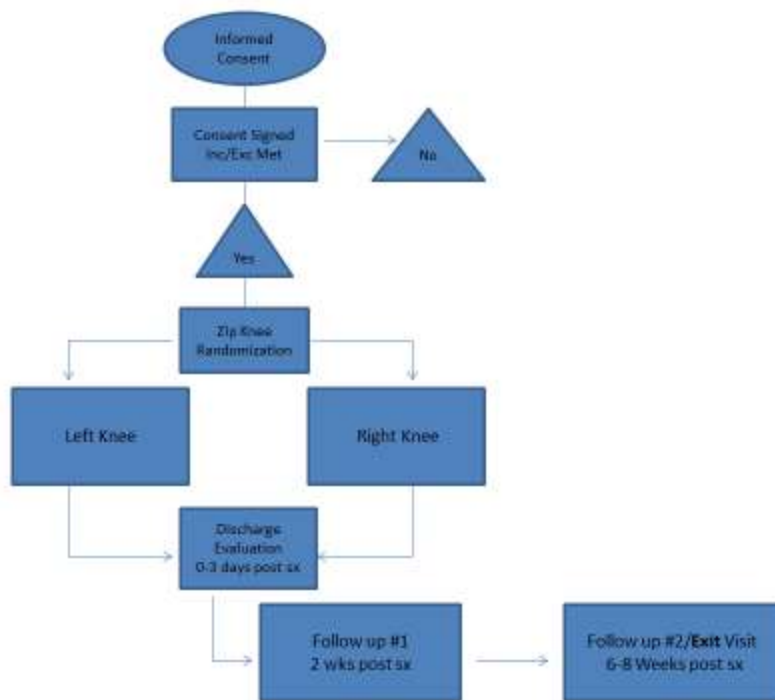 Informed
Consent
Consent Signed
Inc/Exc Met
No
Yes
Zip Knee
Randomization
Left Knee
Right Knee
Discharge
Evaluation
0-3 days post sx
Follow up #1
2 wks post sx
Follow up #2/Exit Visit
6-8 Weeks post sx